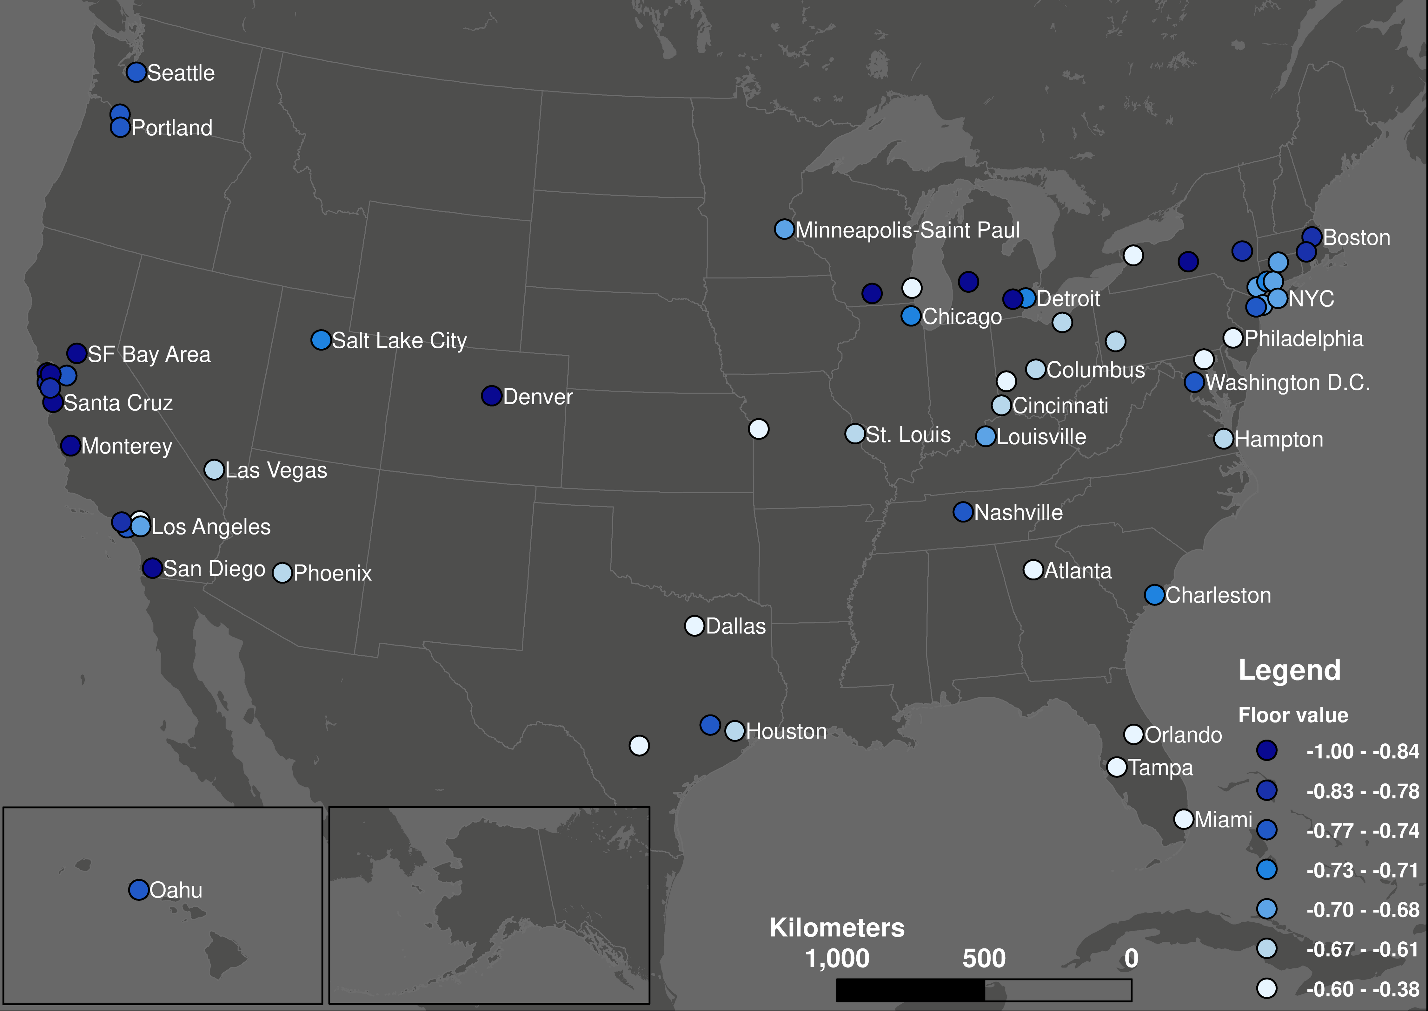 Seattle
Portland
Minneapolis-Saint Paul
Boston
Detroit
NYC
Chicago
Salt Lake City
Philadelphia
SF Bay Area
Columbus
Washington D.C.
Denver
Santa Cruz
Cincinnati
St. Louis
Louisville
Hampton
Monterey
Las Vegas
Nashville
Los Angeles
San Diego
Phoenix
Atlanta
Charleston
Dallas
Houston
Orlando
Tampa
Miami
Oahu
Legend
Floor value
-1.00 - -0.84
-0.83 - -0.78
-0.77 - -0.74
-0.73 - -0.71
-0.70 - -0.68
-0.67 - -0.61
-0.60 - -0.38
Kilometers
1,000 500 0